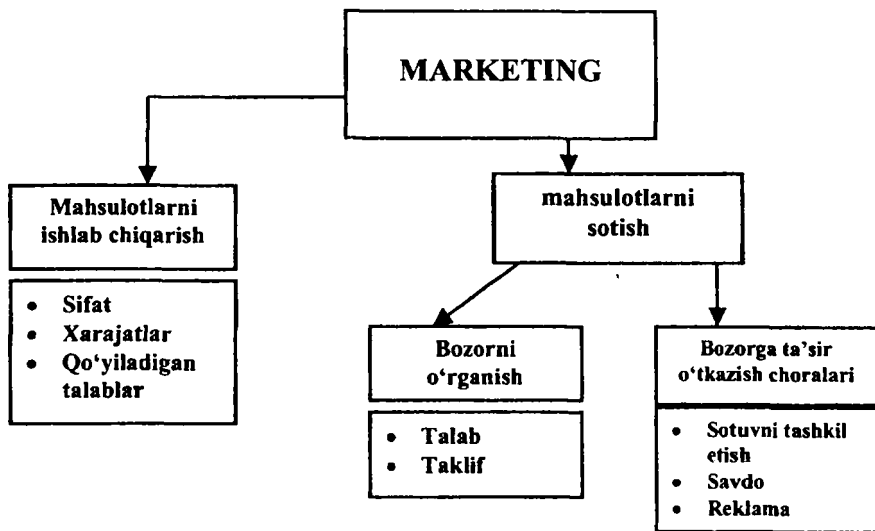 MARKETING
Mahsulotlarni
ishlab chiqarish
• Sifat
• Xarajatlar
• Qo‘yiladigan
talablar
mahsulotlarni
sotish
Bozorni
o‘rganish
• Talab
• Taklif
Bozorga ta’sir
o‘tkazish choralari
• Sotuvni tashkil
etish
• Savdo
• Reklama